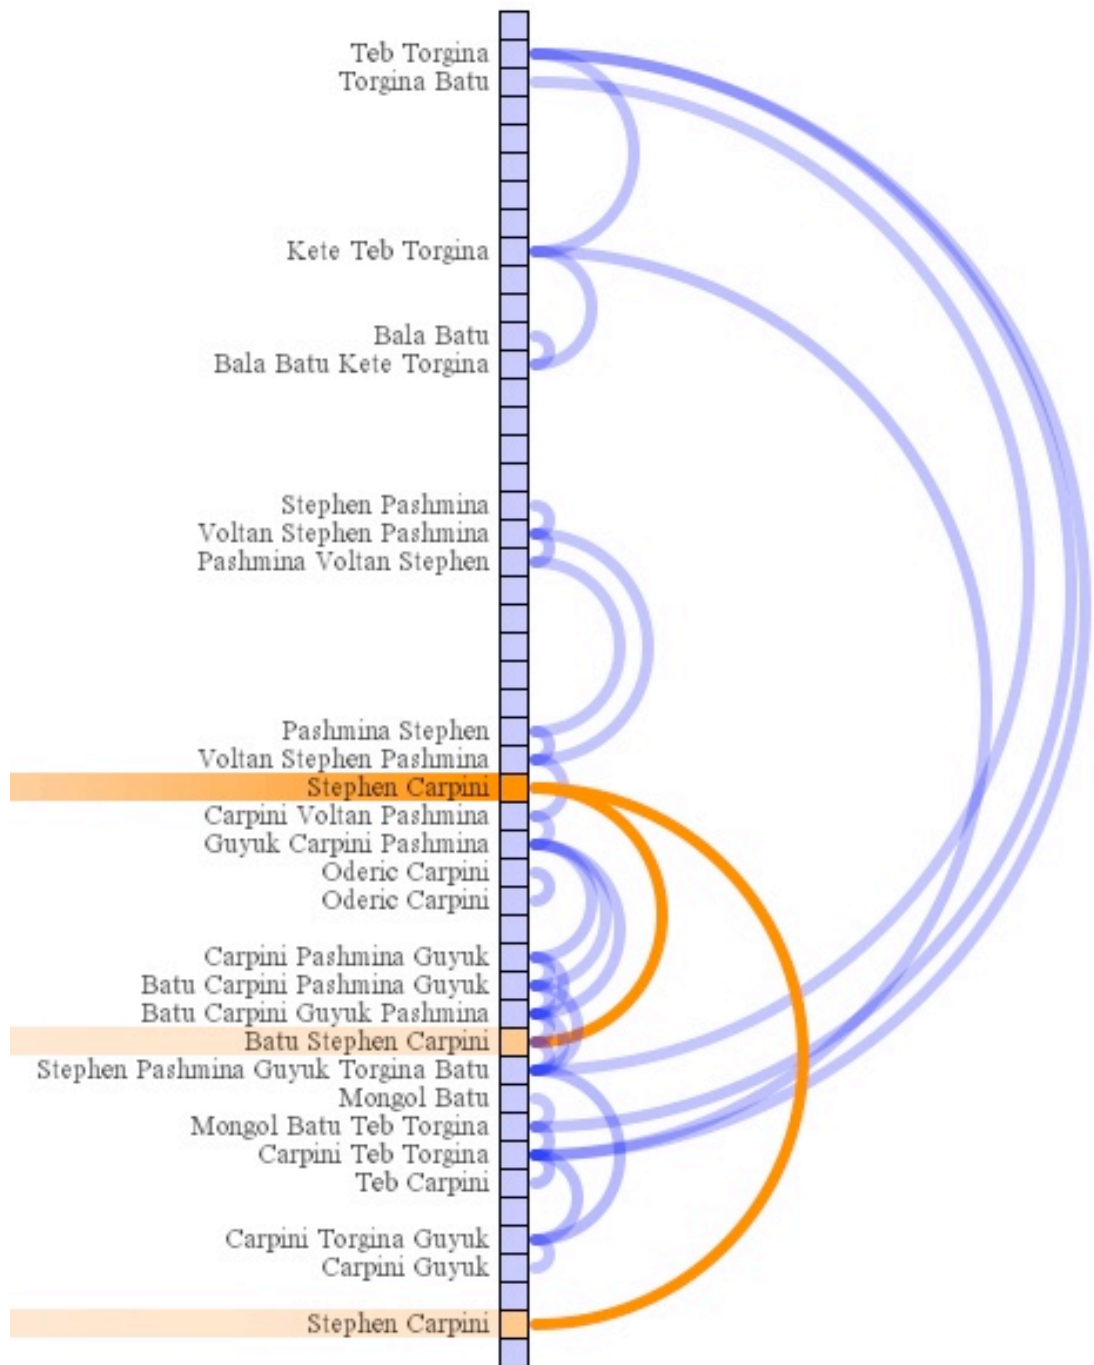 Teb Torgina
Torgina Batu
Kete Teb Torgina
Bala Batu
Bala Batu Kete Torgina
Stephen Pashmina
Voltan Stephen Pashmina
Pashmina Voltan Stephen
Pashmina Stephen
Voltan Stephen Pashmina
Stephen Carpini
Carpini Voltan Pashmina
Guyuk Carpini Pashmina
Oderic Carpini
Oderic Carpini
Carpini Pashmina Guyuk
Batu Carpini Pashmina Guyuk
Batu Carpini Guyuk Pashmina
Batu Stephen Carpini
Stephen Pashmina Guyuk Torgina Batu
Mongol Batu
Mongol Batu Teb Torgina
Carpini Teb Torgina
Teb Carpini
Carpini Torgina Guyuk
Carpini Guyuk
Stephen Carpini